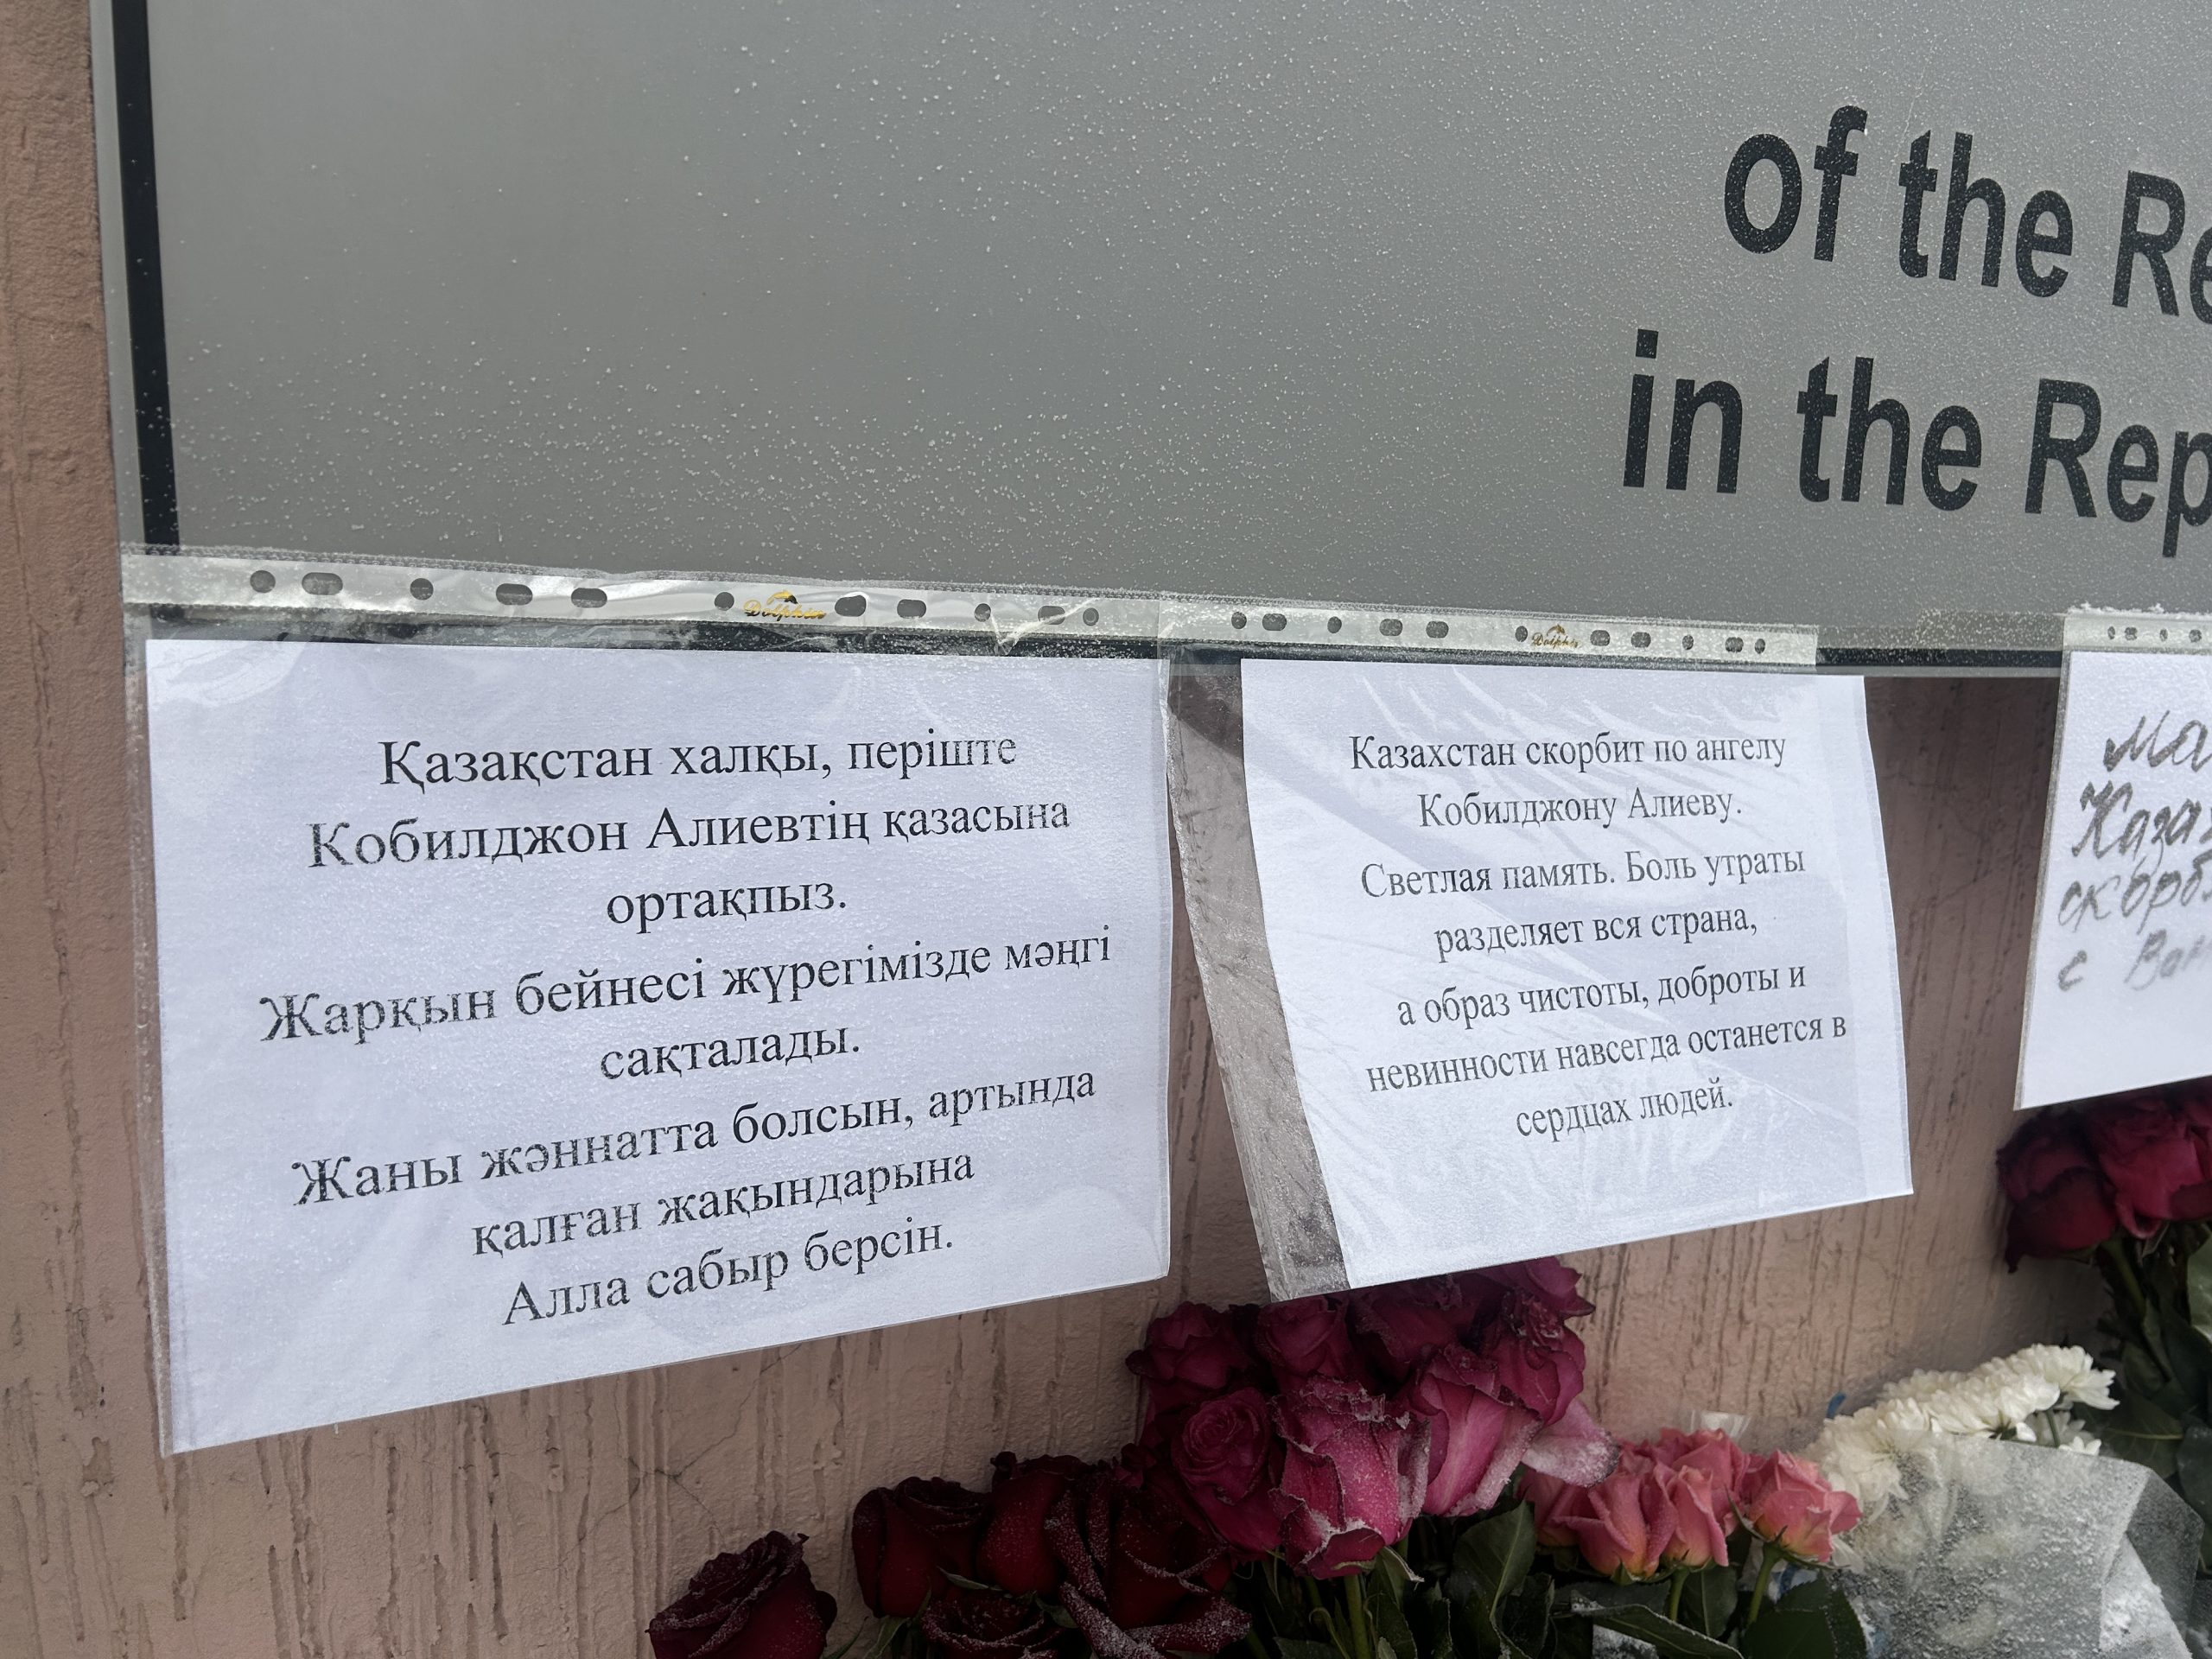 of the
in the
Dolphin
Dolphin
Қазақстан халқы, періште
Кобилджон Алиевтің қазасына
ортақпыз.
Жарқын бейнесі жүрегімізде мәңгі
сақталады.
Жаны жәннатта болсын, артында
қалған жақындарына
Алла сабыр берсін.
Казахстан скорбит по ангелу
Кобилджону Алиеву.
Светлая память. Боль утраты
разделяет вся страна,
а образ чистоты, доброты и
невинности навсегда останется в
сердцах людей.
с